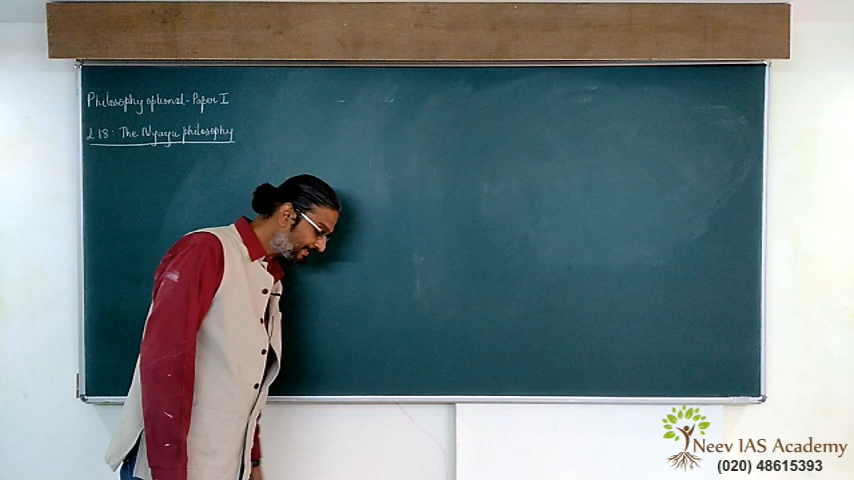 Philosophy optional - Paper I
L 18: The Nyaya philosophy
Neev IAS Academy
(020) 48615393